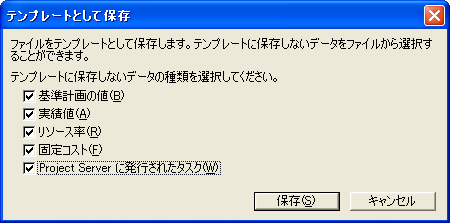 テンプレートとして保存
ファイルをテンプレートとして保存します。テンプレートに保存しないデータをファイルから選択す
ることができます。
テンプレートに保存しないデータの種類を選択してください。
基準計画の値(B)
実績値(A)
リソース率(R)
固定コスト(F)
Project Server に発行されたタスク(W)
保存(S)
キャンセル